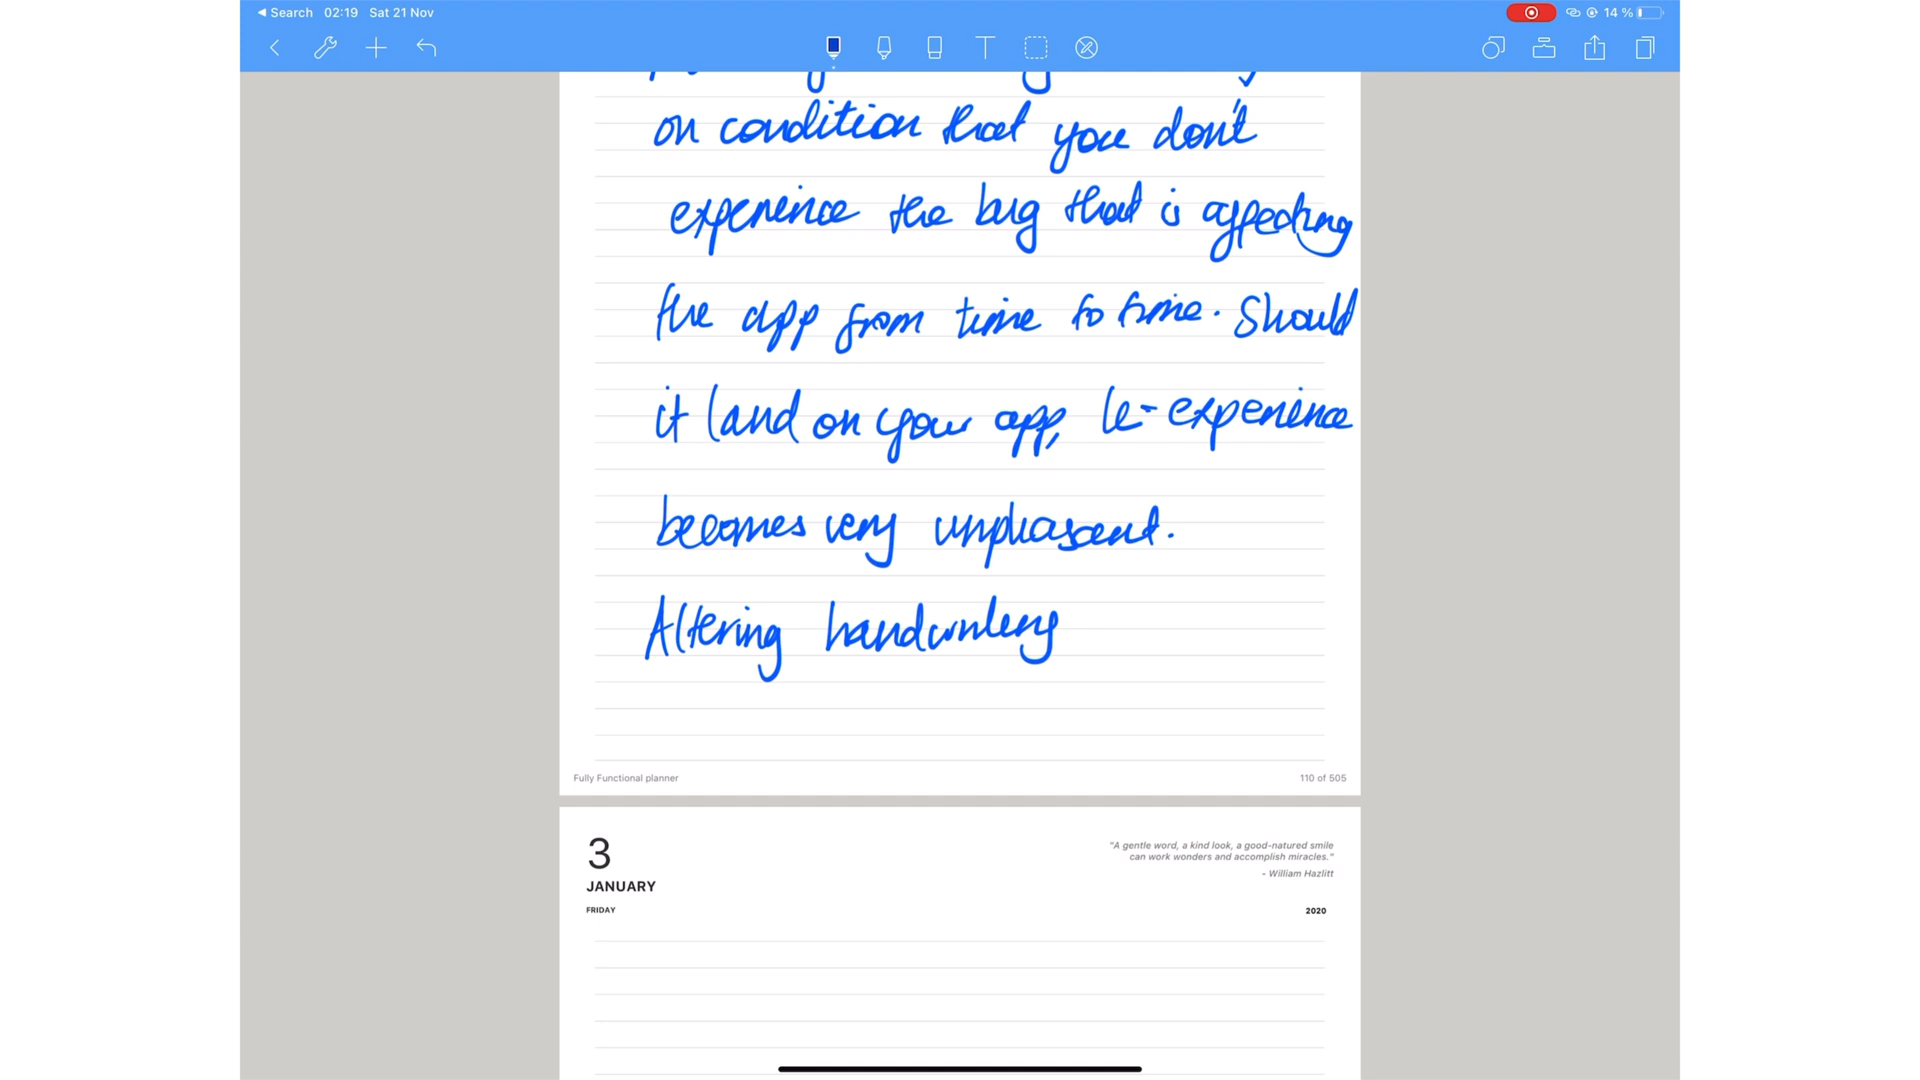 Search 02:19 Sat 21 Nov 14 %
on condition that you don't
experience the bug that is affecting
the app from time to time. Should
it land on your app, le-experience
becomes very unpleasant.
Altering handwriting
Fully Functional planner 110 of 505
3
JANUARY
FRIDAY
"A gentle word, a kind look, a good-natured smile
can work wonders and accomplish miracles."
- William Hazlitt
2020